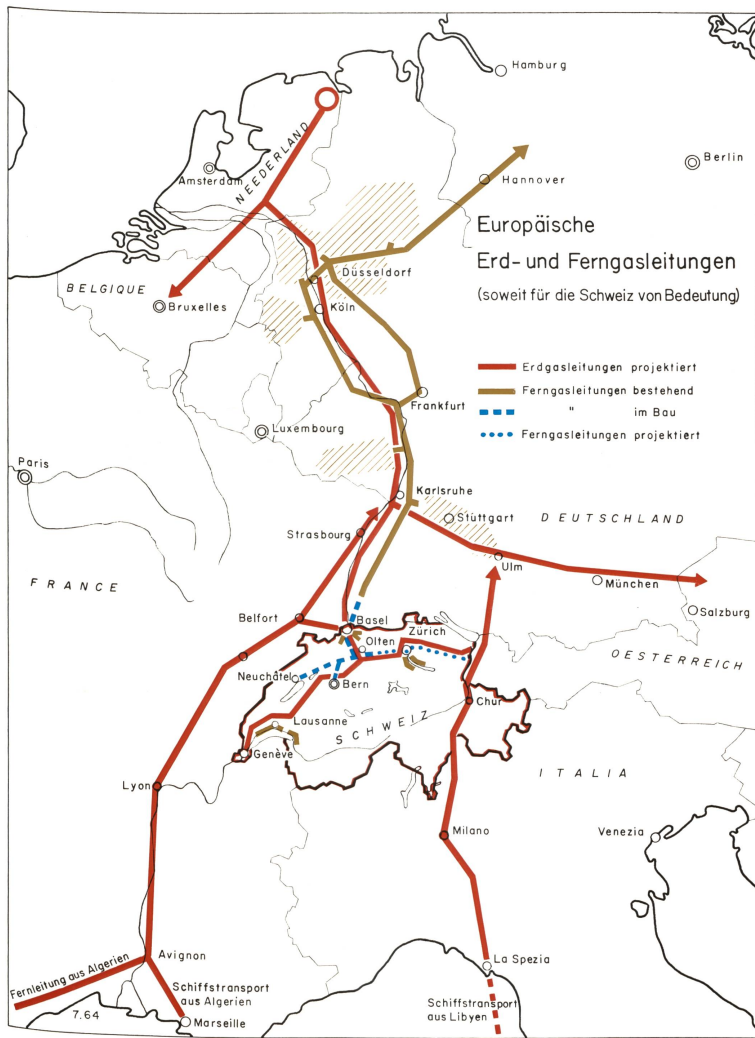 Hamburg
Berlin
Amsterdam
NEEDERLAND
Hannover
Europäische
Erd- und Ferngasleitungen
(soweit für die Schweiz von Bedeutung)
BELGIQUE
Bruxelles
Düsseldorf
Köln
Erdgasleitungen projektiert
Ferngasleitungen bestehend
" im Bau
Ferngasleitungen projektiert
Frankfurt
Luxembourg
Paris
Karlsruhe
Stüttgart
DEUTSCHLAND
Strasbourg
Ulm
München
FRANCE
Salzburg
Belfort
Basel
Zürich
Olten
OESTERREICH
Neuchâtel
Bern
Chur
Lausanne
SCHWEIZ
Genève
ITALIA
Lyon
Milano
Venezia
Avignon
Fernleitung aus Algerien
La Spezia
Schiffstransport
aus Algerien
Schiffstransport
aus Libyen
7.64
Marseille